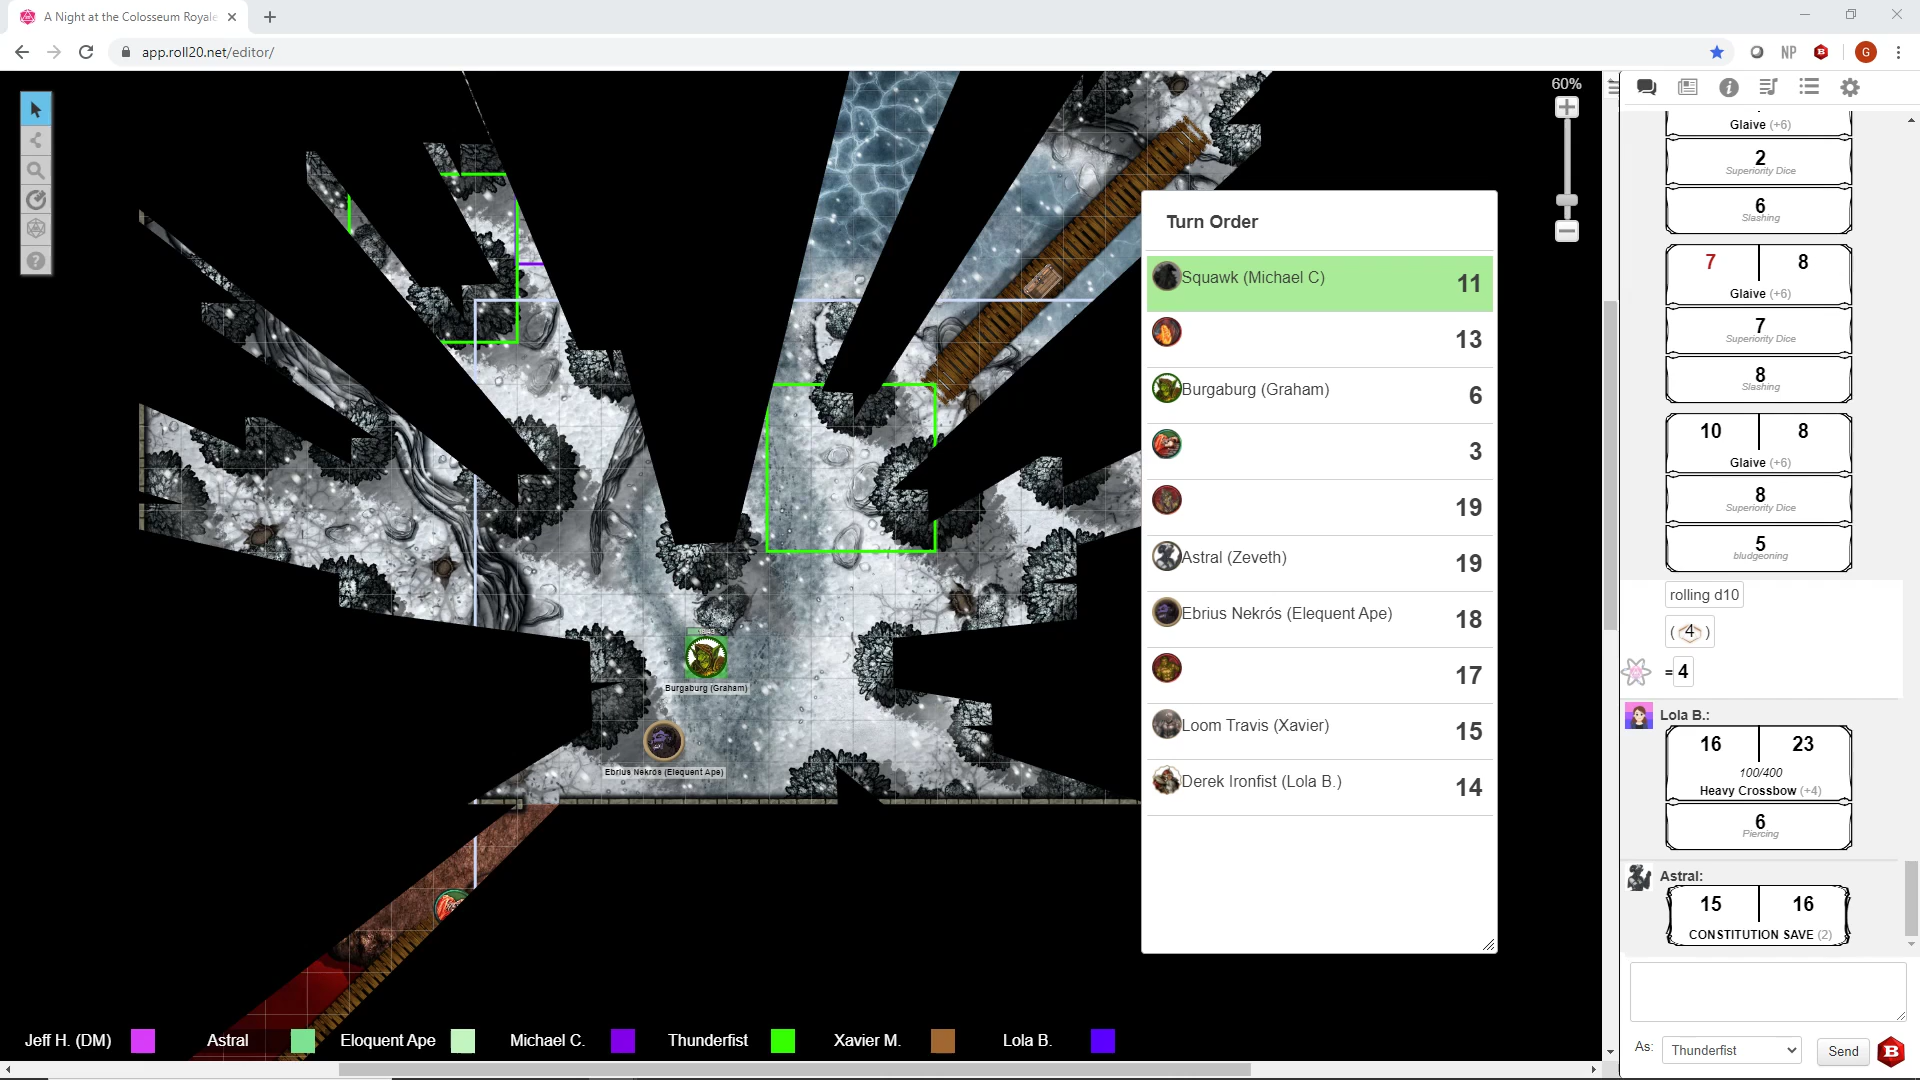 A Night at the Colosseum Royale
app.roll20.net/editor/
NP
B
G
60%
Turn Order
Squawk (Michael C) 11
13
Burgaburg (Graham) 6
3
19
Astral (Zeveth) 19
Ebrius Nekrós (Elequent Ape) 18
17
Loom Travis (Xavier) 15
Derek Ironfist (Lola B.) 14
Burgaburg (Graham)
Ebrius Nekrós (Elequent Ape)
Jeff H. (DM)
Astral
Eloquent Ape
Michael C.
Thunderfist
Xavier M.
Lola B.
Glaive (+6)
2
Superiority Dice
6
Slashing
7 8
Glaive (+6)
7
Superiority Dice
8
Slashing
10 8
Glaive (+6)
8
Superiority Dice
5
bludgeoning
rolling d10
( 4 )
= 4
Lola B.:
16 23
100/400
Heavy Crossbow (+4)
6
Piercing
Astral:
15 16
CONSTITUTION SAVE (2)
As: Thunderfist
Send
B